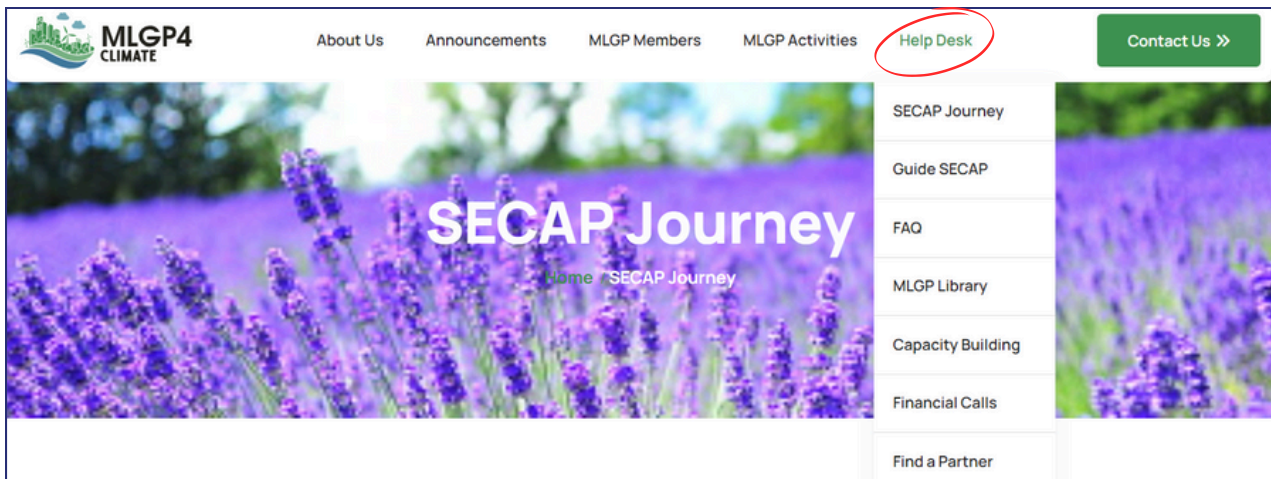 MLGP4
CLIMATE
About Us
Announcements
MLGP Members
MLGP Activities
Help Desk
Contact Us »
SECAP Journey
Guide SECAP
FAQ
MLGP Library
Capacity Building
Financial Calls
Find a Partner
SECAP Journey
Home SECAP Journey